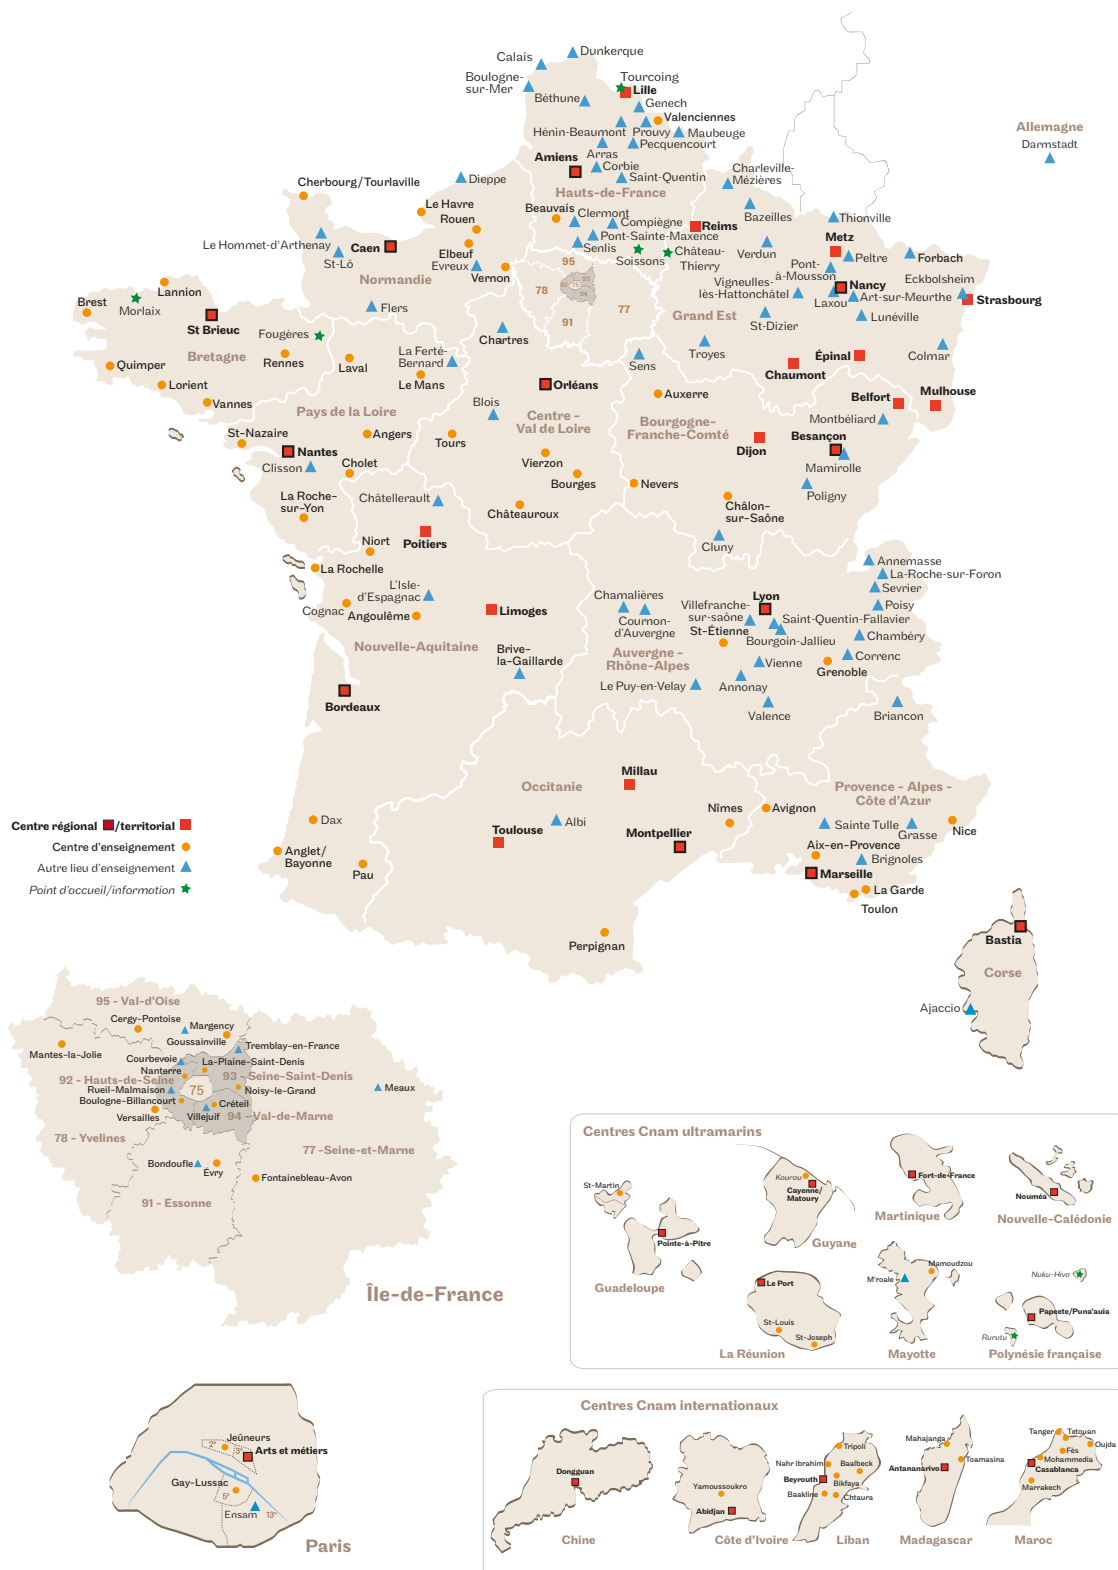 Dunkerque
Calais
Boulogne-
sur-Mer
Tourcoing
Lille
Béthune
Genech
Valenciennes
Hénin-Beaumont
Prouvy
Maubeuge
Pecquencourt
Arras
Amiens
Corbie
Saint-Quentin
Hauts-de-France
Allemagne
Darmstadt
Charleville-
Mézières
Bazeilles
Dieppe
Cherbourg/Tourlaville
Le Havre
Rouen
Beauvais
Clermont
Compiègne
Pont-Sainte-Maxence
Senlis
Soissons
Château-
Thierry
Reims
Thionville
Verdun
Metz
Peltre
Forbach
Pont-
à-Mousson
Eckbolsheim
Vigneulles-
lès-Hattonchâtel
Nancy
Laxou
Art-sur-Meurthe
Strasbourg
Lunéville
Le Hommet-d'Arthenay
St-Lô
Caen
Elbeuf
Evreux
Vernon
Normandie
Flers
95
78
93
92
75
94
77
91
Grand Est
St-Dizier
Troyes
Colmar
Épinal
Chaumont
Lannion
Brest
Morlaix
St Brieuc
Fougères
Bretagne
Rennes
Quimper
Lorient
Vannes
Laval
La Ferté-
Bernard
Le Mans
Chartres
Sens
Orléans
Auxerre
Belfort
Mulhouse
Montbéliard
Pays de la Loire
Blois
Centre -
Val de Loire
Bourgogne-
Franche-Comté
Dijon
Besançon
Mamirolle
Poligny
St-Nazaire
Angers
Tours
Nantes
Clisson
Cholet
Vierzon
Bourges
Nevers
Châlon-
sur-Saône
La Roche-
sur-Yon
Châtellerault
Châteauroux
Cluny
Poitiers
Niort
La Rochelle
L'Isle-
d'Espagnac
Cognac
Angoulême
Limoges
Nouvelle-Aquitaine
Brive-
la-Gaillarde
Bordeaux
Annemasse
La-Roche-sur-Foron
Sevrier
Poisy
Chamalières
Cournon-
d'Auvergne
Villefranche-
sur-saône
Lyon
Saint-Quentin-Fallavier
St-Étienne
Bourgoin-Jallieu
Chambéry
Correnc
Grenoble
Vienne
Auvergne -
Rhône-Alpes
Le Puy-en-Velay
Annonay
Valence
Briancon
Millau
Occitanie
Provence - Alpes -
Côte d'Azur
Nîmes
Avignon
Toulouse
Albi
Montpellier
Sainte Tulle
Grasse
Nice
Aix-en-Provence
Brignoles
Marseille
La Garde
Toulon
Dax
Anglet/
Bayonne
Pau
Perpignan
Bastia
Corse
Ajaccio
Centre régional /territorial
Centre d'enseignement
Autre lieu d'enseignement
Point d'accueil/information
95 - Val-d'Oise
Cergy-Pontoise
Margency
Goussainville
Mantes-la-Jolie
Tremblay-en-France
Courbevoie
La-Plaine-Saint-Denis
Nanterre
92 - Hauts-de-Seine
93 - Seine-Saint-Denis
Rueil-Malmaison
75
Noisy-le-Grand
Meaux
Boulogne-Billancourt
Créteil
Versailles
Villejuif
94 - Val-de-Marne
78 - Yvelines
77 -Seine-et-Marne
Bondoufle
Évry
Fontainebleau-Avon
91 - Essonne
Île-de-France
Centres Cnam ultramarins
St-Martin
Pointe-à-Pitre
Guadeloupe
Kourou
Cayenne/
Matoury
Guyane
Fort-de-France
Martinique
Nouméa
Nouvelle-Calédonie
Le Port
St-Louis
St-Joseph
La Réunion
Mamoudzou
M'roale
Mayotte
Nuku-Hiva
Papeete/Puna'auia
Rurutu
Polynésie française
Jeûneurs
2e
3e
Arts et métiers
Gay-Lussac
5e
Ensam
13e
Paris
Centres Cnam internationaux
Dongguan
Chine
Yamoussoukro
Abidjan
Côte d'Ivoire
Tripoli
Nahr Ibrahim
Baalbeck
Beyrouth
Bikfaya
Baakline
Chtaura
Liban
Mahajanga
Toamasina
Antananarivo
Madagascar
Tanger
Tetouan
Oujda
Fès
Mohammedia
Casablanca
Marrakech
Maroc